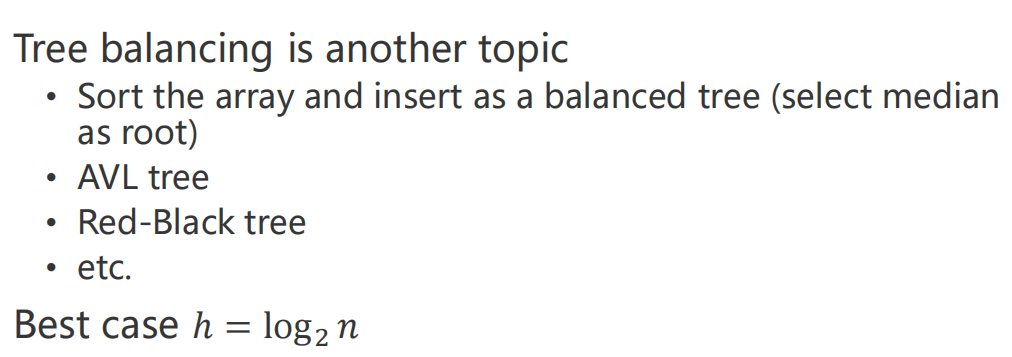 Tree balancing is another topic
• Sort the array and insert as a balanced tree (select median
as root)
• AVL tree
• Red-Black tree
• etc.
Best case h = log₂ n